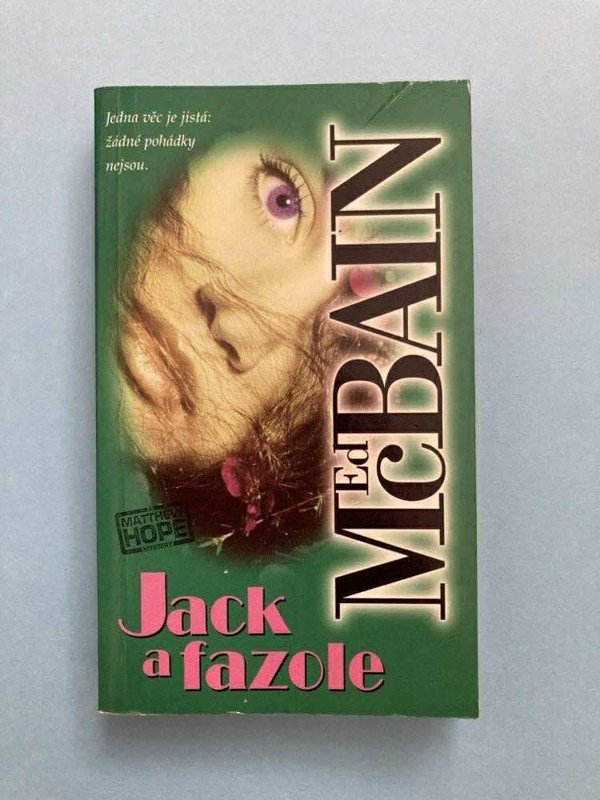 Jedna věc je jistá:
žádné pohádky
nejsou.
Ed
McBAIN
A
MATTHEW
HOPE
MYSTERY
Jack
a fazole